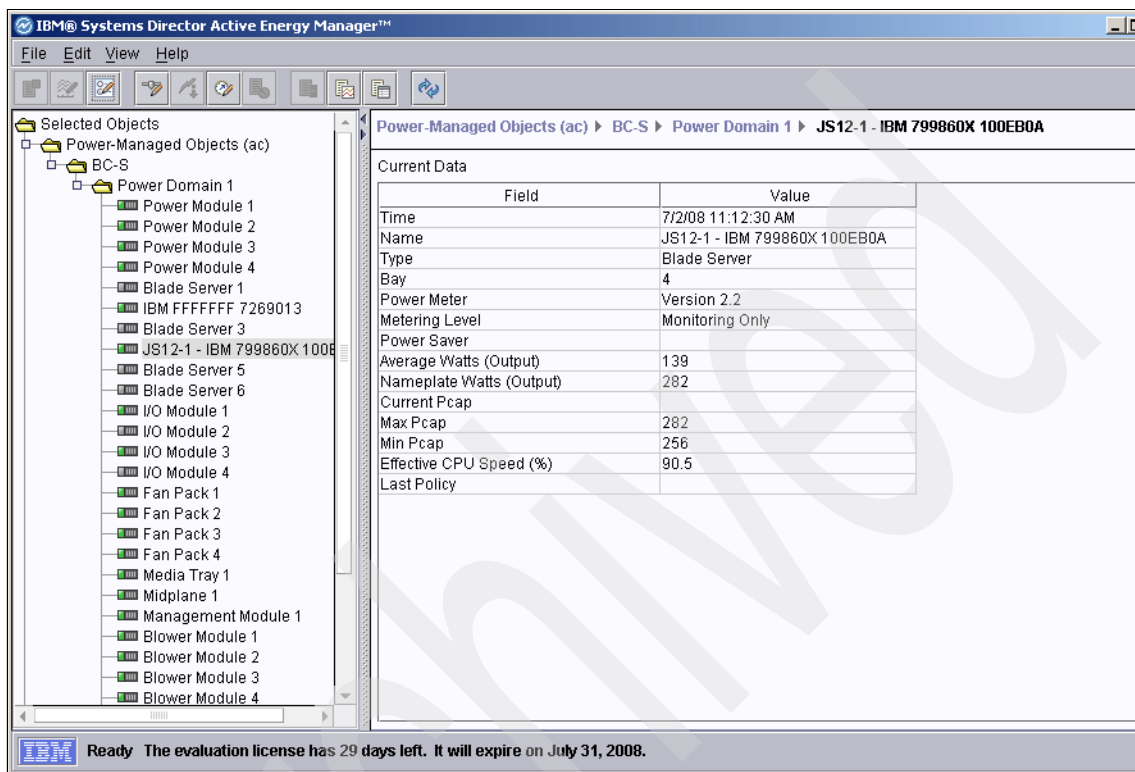 IBM® Systems Director Active Energy Manager™
File Edit View Help
Selected Objects
Power-Managed Objects (ac)
BC-S
Power Domain 1
Power Module 1
Power Module 2
Power Module 3
Power Module 4
Blade Server 1
IBM FFFFFFF 7269013
Blade Server 3
JS12-1 - IBM 799860X 100E
Blade Server 5
Blade Server 6
I/O Module 1
I/O Module 2
I/O Module 3
I/O Module 4
Fan Pack 1
Fan Pack 2
Fan Pack 3
Fan Pack 4
Media Tray 1
Midplane 1
Management Module 1
Blower Module 1
Blower Module 2
Blower Module 3
Blower Module 4
Power-Managed Objects (ac) BC-S Power Domain 1 JS12-1 - IBM 799860X 100EB0A
Current Data
Field Value
Time 7/2/08 11:12:30 AM
Name JS12-1 - IBM 799860X 100EB0A
Type Blade Server
Bay 4
Power Meter Version 2.2
Metering Level Monitoring Only
Power Saver
Average Watts (Output) 139
Nameplate Watts (Output) 282
Current Pcap
Max Pcap 282
Min Pcap 256
Effective CPU Speed (%) 90.5
Last Policy
IBM Ready The evaluation license has 29 days left. It will expire on July 31, 2008.